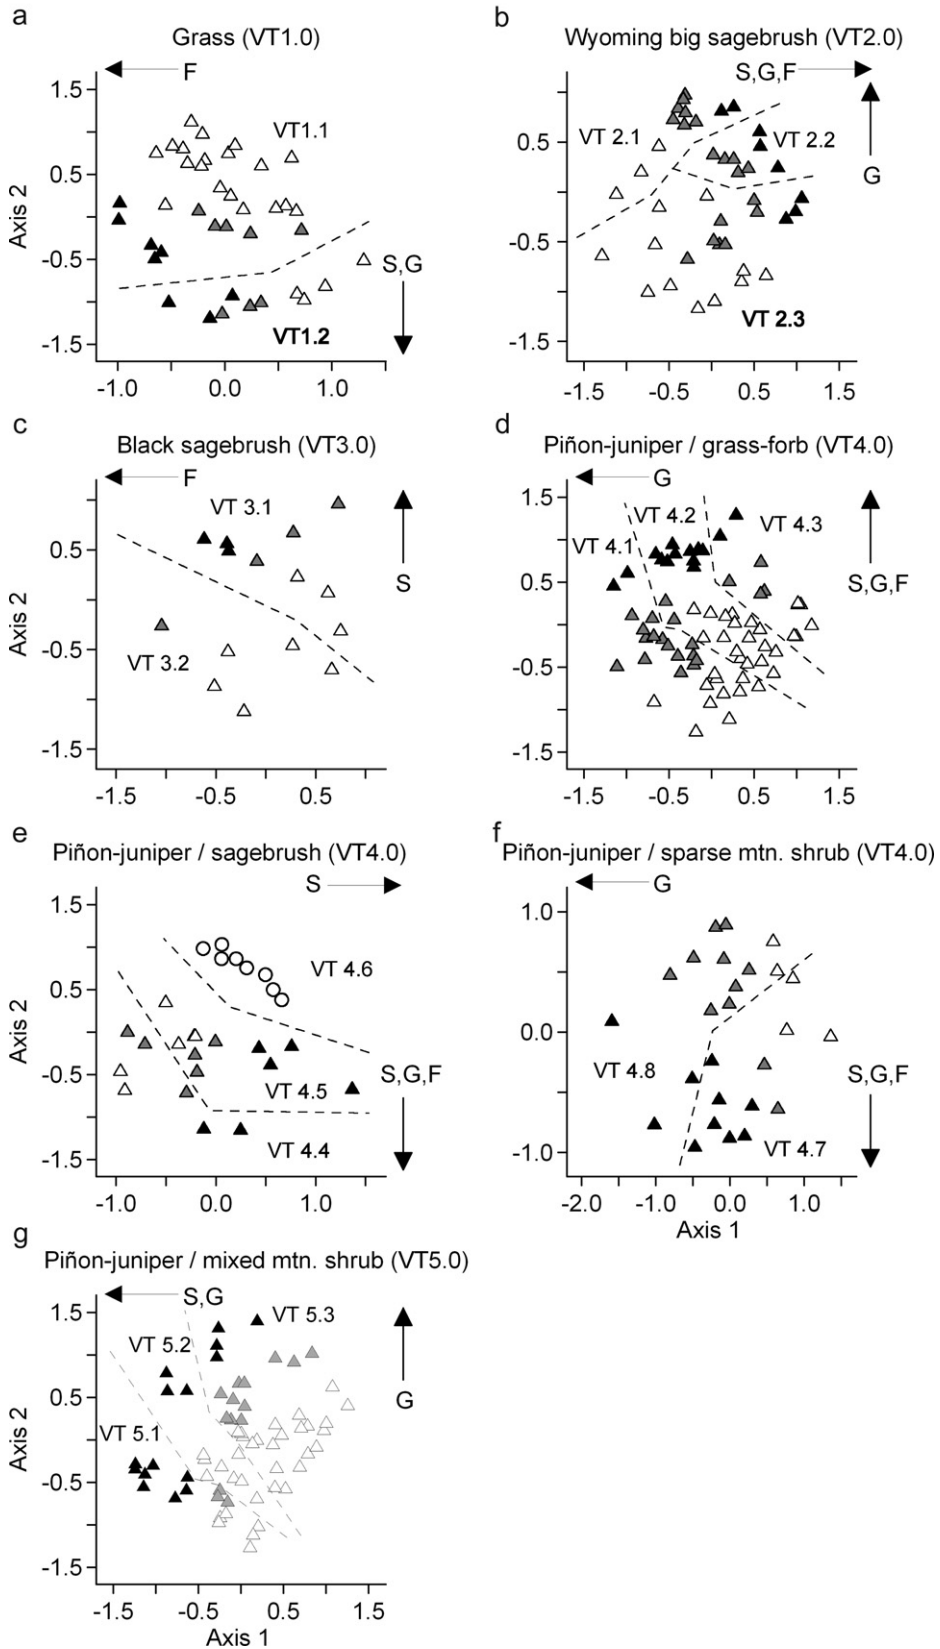 a
Grass (VT1.0)
F
1.5
0.5
-0.5
-1.5
Axis 2
VT1.1
VT1.2
S,G
-1.0
0.0
1.0
b
Wyoming big sagebrush (VT2.0)
S,G,F
0.5
-0.5
-1.5
VT 2.1
VT 2.2
G
VT 2.3
-1.5
-0.5
0.5
1.5
c
Black sagebrush (VT3.0)
F
0.5
-0.5
-1.5
Axis 2
VT 3.1
S
VT 3.2
-1.5
-0.5
0.5
d
Piñon-juniper / grass-forb (VT4.0)
G
1.5
0.5
-0.5
-1.5
VT 4.2
VT 4.3
VT 4.1
S,G,F
-1.5
-0.5
0.5
1.5
e
Piñon-juniper / sagebrush (VT4.0)
S
1.5
0.5
-0.5
-1.5
Axis 2
VT 4.6
VT 4.5
S,G,F
VT 4.4
-1.0
0.0
1.0
f
Piñon-juniper / sparse mtn. shrub (VT4.0)
G
1.0
0.0
-1.0
VT 4.8
S,G,F
VT 4.7
-2.0
-1.0
0.0
1.0
Axis 1
g
Piñon-juniper / mixed mtn. shrub (VT5.0)
S,G
1.5
0.5
-0.5
-1.5
Axis 2
VT 5.3
VT 5.2
G
VT 5.1
-1.5
-0.5
0.5
1.5
Axis 1